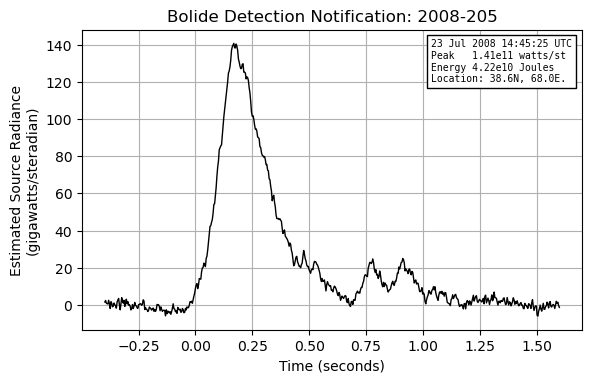 Bolide Detection Notification: 2008-205
23 Jul 2008 14:45:25 UTC
Peak   1.41e11 watts/st
Energy 4.22e10 Joules
Location: 38.6N, 68.0E.
Estimated Source Radiance
(gigawatts/steradian)
140
120
100
80
60
40
20
0
−0.25 0.00 0.25 0.50 0.75 1.00 1.25 1.50
Time (seconds)